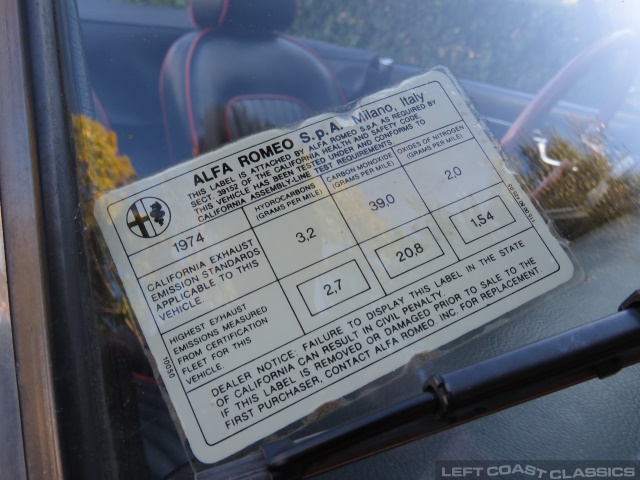 ALFA ROMEO S.p.A. Milano, Italy
THIS LABEL IS ATTACHED BY ALFA ROMEO S.P.A. AS REQUIRED BY
SECT. 39152 OF THE CALIFORNIA HEALTH AND SAFETY CODE.
THIS VEHICLE HAS BEEN TESTED UNDER AND CONFORMS TO
CALIFORNIA ASSEMBLY-LINE TEST REQUIREMENTS
HYDROCARBONS (GRAMS PER MILE)
CARBON MONOXIDE (GRAMS PER MILE)
OXIDES OF NITROGEN (GRAMS PER MILE)
1974
CALIFORNIA EXHAUST
EMISSION STANDARDS
APPLICABLE TO THIS
VEHICLE.
3,2
39,0
2,0
HIGHEST EXHAUST
EMISSIONS MEASURED
FROM CERTIFICATION
FLEET FOR THIS
VEHICLE
2,7
20,8
1,54
DEALER NOTICE: FAILURE TO DISPLAY THIS LABEL IN THE STATE
OF CALIFORNIA CAN RESULT IN CIVIL PENALTY.
IF THIS LABEL IS REMOVED OR DAMAGED PRIOR TO SALE TO THE
FIRST PURCHASER, CONTACT ALFA ROMEO, INC. FOR REPLACEMENT.
10550
LEFT COAST CLASSICS